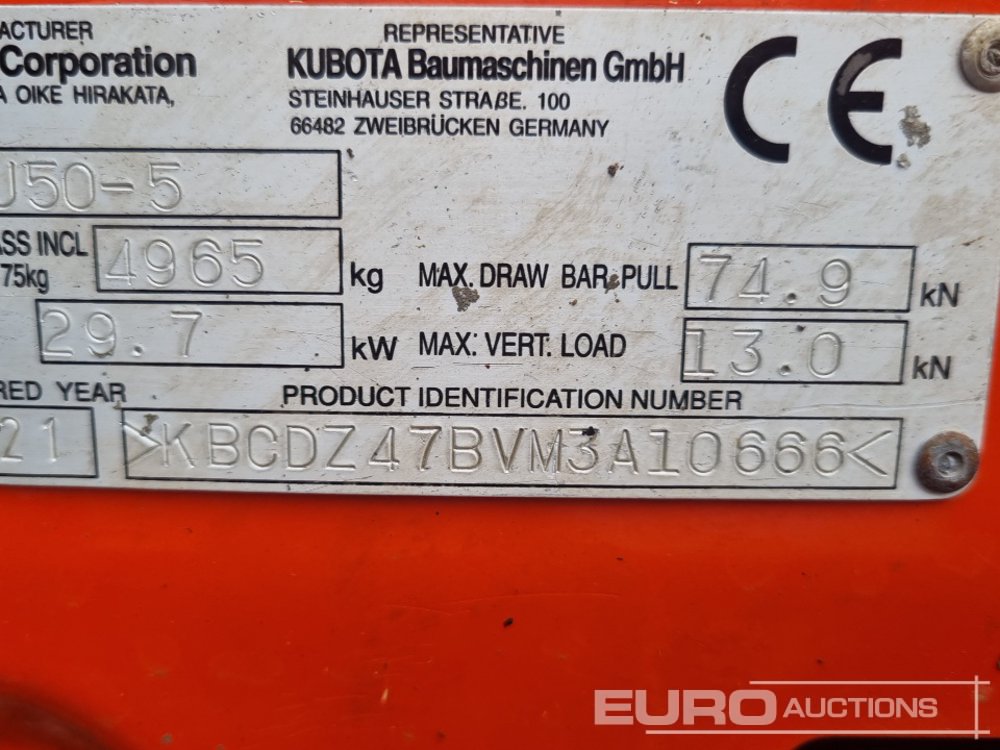 ACTURER
Corporation
A OIKE HIRAKATA,
REPRESENTATIVE
KUBOTA Baumaschinen GmbH
STEINHAUSER STRAßE. 100
66482 ZWEIBRÜCKEN GERMANY
CE
U50-5
ASS INCL
75kg
4965 kg
MAX. DRAW BAR PULL 74.9 kN
29.7 kW
MAX. VERT. LOAD 13.0 kN
RED YEAR
21
PRODUCT IDENTIFICATION NUMBER
>KBCDZ47BVM3A10666<
EURO AUCTIONS